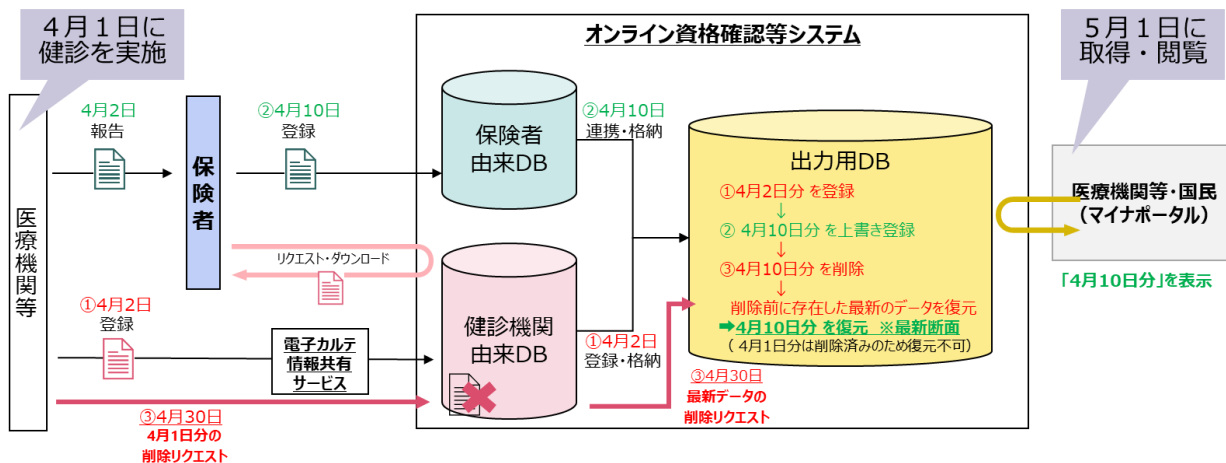 4月1日に
健診を実施
オンライン資格確認等システム
5月1日に
取得・閲覧
4月2日
報告
②4月10日
登録
保険者
保険者
由来DB
②4月10日
連携・格納
出力用DB
①4月2日分 を登録
↓
② 4月10日分 を上書き登録
↓
③4月10日分 を削除
↓
削除前に存在した最新のデータを復元
➡4月10日分 を復元 ※最新断面
( 4月1日分は削除済みのため復元不可)
医療機関等・国民
(マイナポータル)
「4月10日分」を表示
医療機関等
リクエスト・ダウンロード
①4月2日
登録
電子カルテ
情報共有
サービス
健診機関
由来DB
①4月2日
登録・格納
③4月30日
4月1日分の
削除リクエスト
③4月30日
最新データの
削除リクエスト